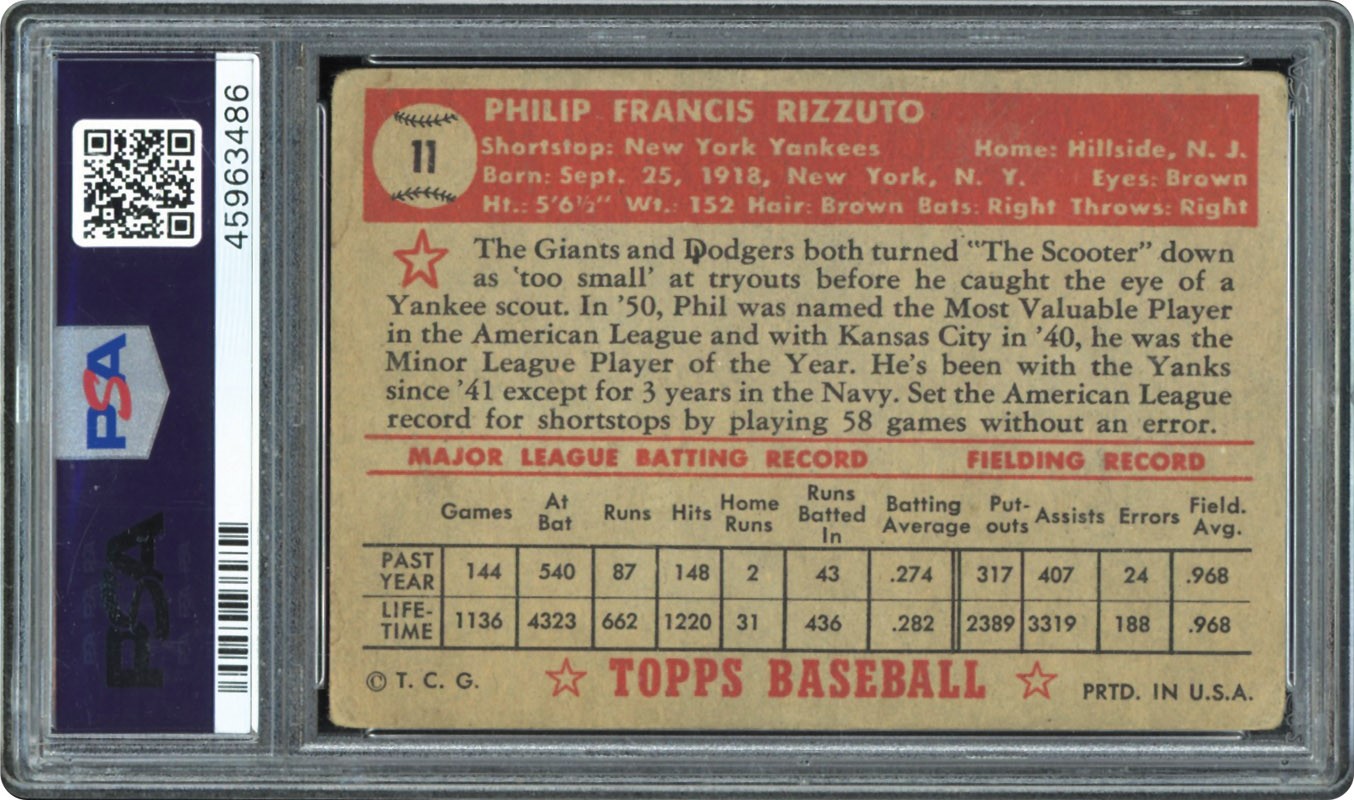 45963486
PSA
PSA
PHILIP FRANCIS RIZZUTO
11
Shortstop: New York Yankees Home: Hillside, N. J.
Born: Sept. 25, 1918, New York, N. Y. Eyes: Brown
Ht.: 5'6½" Wt.: 152 Hair: Brown Bats: Right Throws: Right
The Giants and Dodgers both turned "The Scooter" down
as 'too small' at tryouts before he caught the eye of a
Yankee scout. In '50, Phil was named the Most Valuable Player
in the American League and with Kansas City in '40, he was the
Minor League Player of the Year. He's been with the Yanks
since '41 except for 3 years in the Navy. Set the American League
record for shortstops by playing 58 games without an error.
MAJOR LEAGUE BATTING RECORD FIELDING RECORD
Games At Bat Runs Hits Home Runs Runs Batted In Batting Average Put-outs Assists Errors Field. Avg.
PAST YEAR 144 540 87 148 2 43 .274 317 407 24 .968
LIFE-TIME 1136 4323 662 1220 31 436 .282 2389 3319 188 .968
© T. C. G. TOPPS BASEBALL PRTD. IN U.S.A.